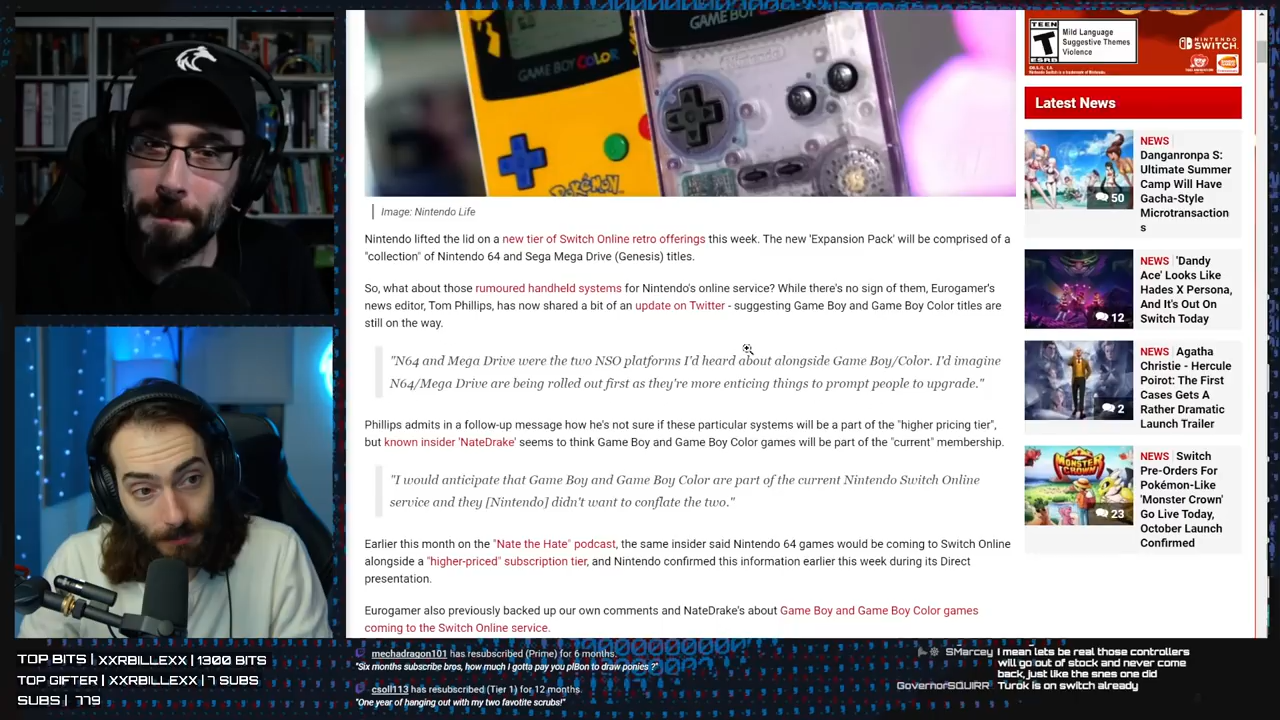 GAME BOY COLOR
GAME BOY
POKÉMON
TEEN
T
ESRB
Mild Language
Suggestive Themes
Violence
NINTENDO
SWITCH
Latest News
NEWS
Danganronpa S:
Ultimate Summer
Camp Will Have
Gacha-Style
Microtransaction
s
50
NEWS 'Dandy
Ace' Looks Like
Hades X Persona,
And It's Out On
Switch Today
12
NEWS Agatha
Christie - Hercule
Poirot: The First
Cases Gets A
Rather Dramatic
Launch Trailer
2
NEWS Switch
Pre-Orders For
Pokémon-Like
'Monster Crown'
Go Live Today,
October Launch
Confirmed
MONSTER
CROWN
23
Image: Nintendo Life
Nintendo lifted the lid on a new tier of Switch Online retro offerings this week. The new 'Expansion Pack' will be comprised of a
"collection" of Nintendo 64 and Sega Mega Drive (Genesis) titles.
So, what about those rumoured handheld systems for Nintendo's online service? While there's no sign of them, Eurogamer's
news editor, Tom Phillips, has now shared a bit of an update on Twitter - suggesting Game Boy and Game Boy Color titles are
still on the way.
"N64 and Mega Drive were the two NSO platforms I'd heard about alongside Game Boy/Color. I'd imagine
N64/Mega Drive are being rolled out first as they're more enticing things to prompt people to upgrade."
Phillips admits in a follow-up message how he's not sure if these particular systems will be a part of the "higher pricing tier",
but known insider 'NateDrake' seems to think Game Boy and Game Boy Color games will be part of the "current" membership.
"I would anticipate that Game Boy and Game Boy Color are part of the current Nintendo Switch Online
service and they [Nintendo] didn't want to conflate the two."
Earlier this month on the "Nate the Hate" podcast, the same insider said Nintendo 64 games would be coming to Switch Online
alongside a "higher-priced" subscription tier, and Nintendo confirmed this information earlier this week during its Direct
presentation.
Eurogamer also previously backed up our own comments and NateDrake's about Game Boy and Game Boy Color games
coming to the Switch Online service.
TOP BITS | XXRBILLEXX | 1300 BITS
TOP GIFTER | XXRBILLEXX | 7 SUBS
SUBS | 779
mechadragon101 has resubscribed (Prime) for 6 months.
"Six months subscribe bros, how much I gotta pay you plBon to draw ponies ?"
csoll113 has resubscribed (Tier 1) for 12 months.
"One year of hanging out with my two favotite scrubs!"
SMarcey I mean lets be real those controllers
will go out of stock and never come
back, just like the snes one did
GovernorSQUIRR Turok is on switch already